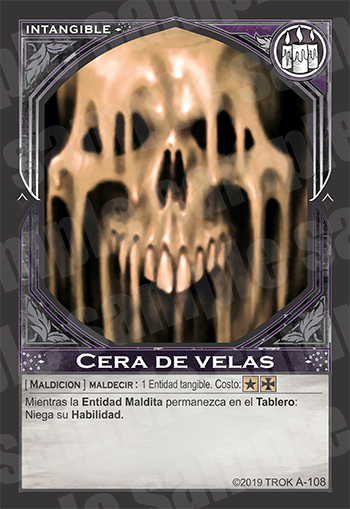 INTANGIBLE
CERA DE VELAS
[ MALDICION ] MALDECIR : 1 Entidad tangible. Costo:
Mientras la Entidad Maldita permanezca en el Tablero:
Niega su Habilidad.
©2019 TROK A-108
Sample